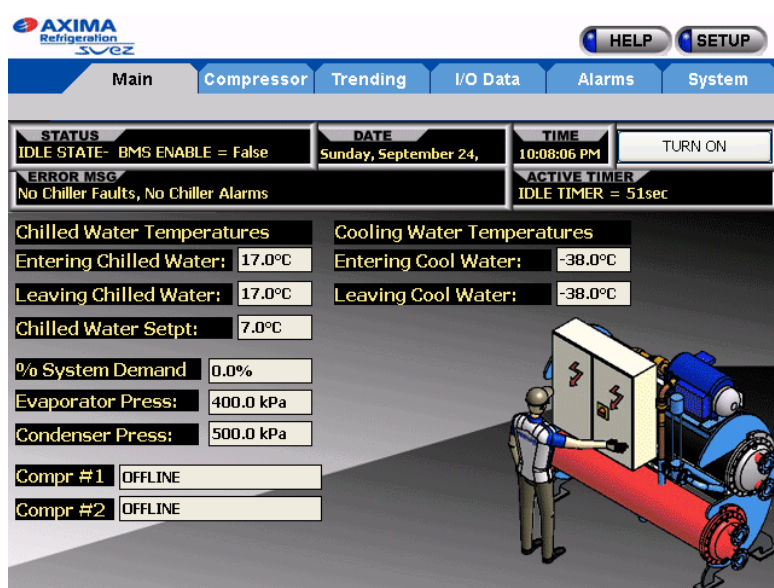 AXIMA
Refrigeration
SUEZ
HELP SETUP
Main Compressor Trending I/O Data Alarms System
STATUS DATE TIME
IDLE STATE- BMS ENABLE = False Sunday, September 24, 10:08:06 PM TURN ON
ERROR MSG ACTIVE TIMER
No Chiller Faults, No Chiller Alarms IDLE TIMER = 51sec
Chilled Water Temperatures Cooling Water Temperatures
Entering Chilled Water: 17.0°C Entering Cool Water: -38.0°C
Leaving Chilled Water: 17.0°C Leaving Cool Water: -38.0°C
Chilled Water Setpt: 7.0°C
% System Demand 0.0%
Evaporator Press: 400.0 kPa
Condenser Press: 500.0 kPa
Compr #1 OFFLINE
Compr #2 OFFLINE